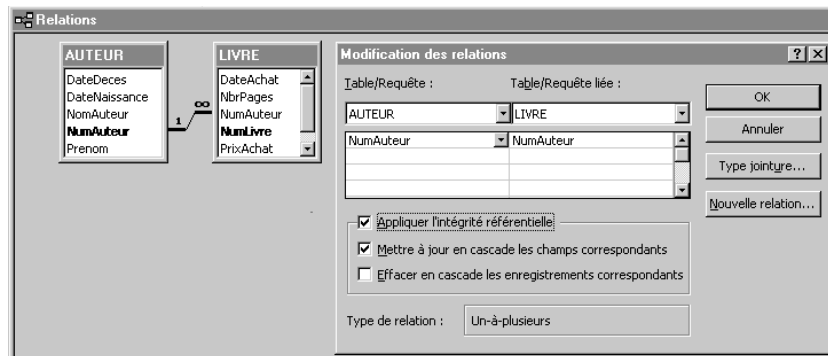 Relations
AUTEUR
DateDeces
DateNaissance
NomAuteur
NumAuteur
Prenom
1
∞
LIVRE
DateAchat
NbrPages
NumAuteur
NumLivre
PrixAchat
Modification des relations
Table/Requête :
Table/Requête liée :
AUTEUR
LIVRE
NumAuteur
NumAuteur
Appliquer l'intégrité référentielle
Mettre à jour en cascade les champs correspondants
Effacer en cascade les enregistrements correspondants
Type de relation :
Un-à-plusieurs
OK
Annuler
Type jointure...
Nouvelle relation...